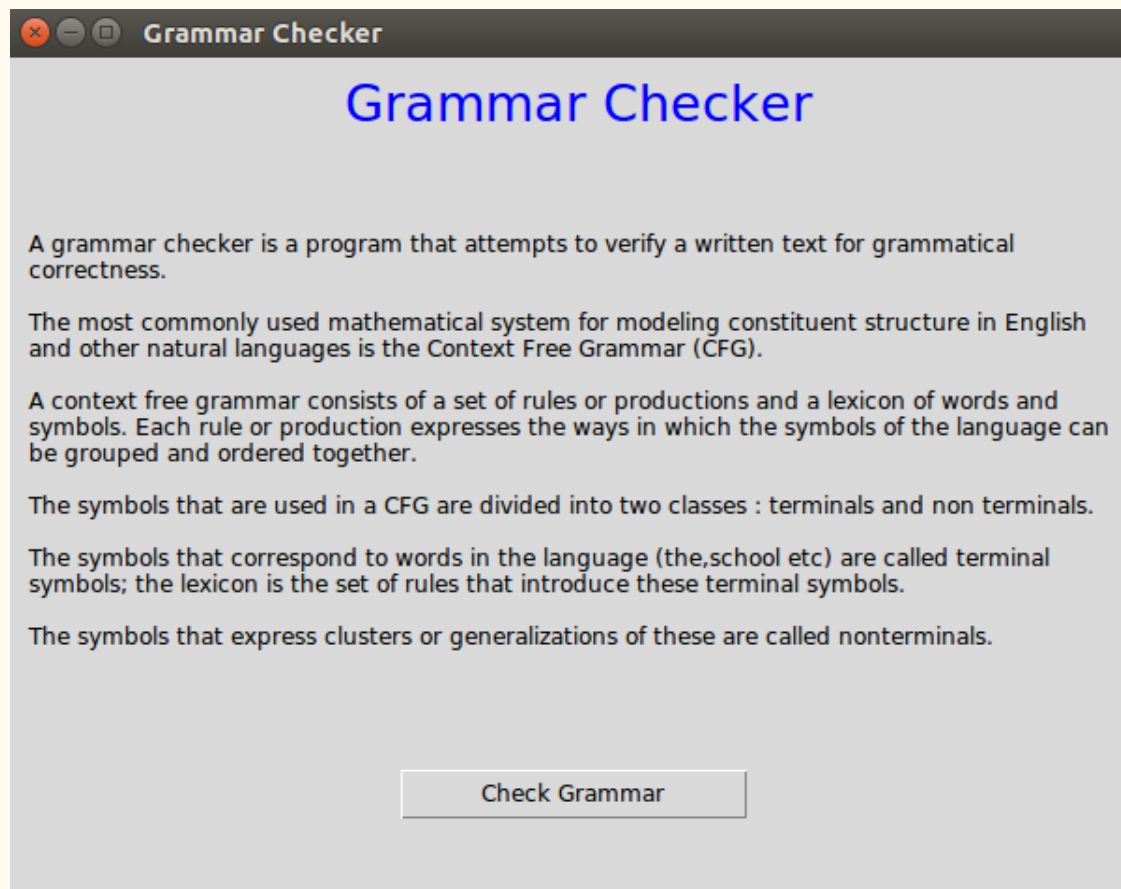 Grammar Checker
Grammar Checker
A grammar checker is a program that attempts to verify a written text for grammatical
correctness.
The most commonly used mathematical system for modeling constituent structure in English
and other natural languages is the Context Free Grammar (CFG).
A context free grammar consists of a set of rules or productions and a lexicon of words and
symbols. Each rule or production expresses the ways in which the symbols of the language can
be grouped and ordered together.
The symbols that are used in a CFG are divided into two classes : terminals and non terminals.
The symbols that correspond to words in the language (the,school etc) are called terminal
symbols; the lexicon is the set of rules that introduce these terminal symbols.
The symbols that express clusters or generalizations of these are called nonterminals.
Check Grammar